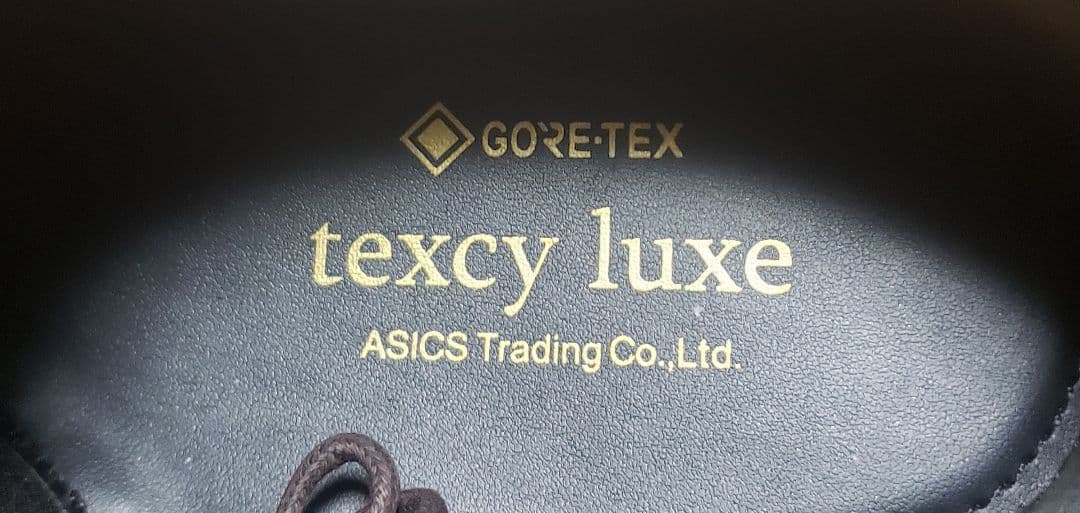 GORE-TEX
texcy luxe
ASICS Trading Co.,Ltd.